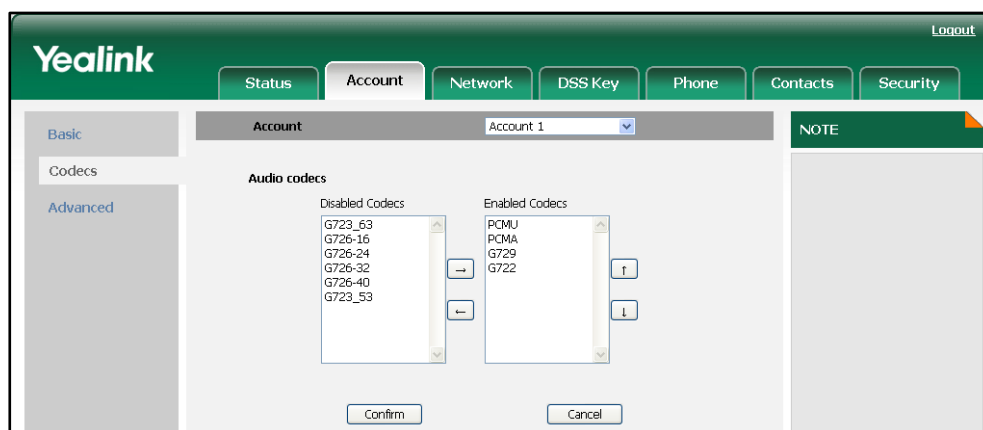 Logout
Yealink
Status Account Network DSS Key Phone Contacts Security
Basic
Codecs
Advanced
Account Account 1
NOTE
Audio codecs
Disabled Codecs Enabled Codecs
G723_63 PCMU
G726-16 PCMA
G726-24 G729
G726-32 G722
G726-40
G723_53
→ ↑
← ↓
Confirm Cancel